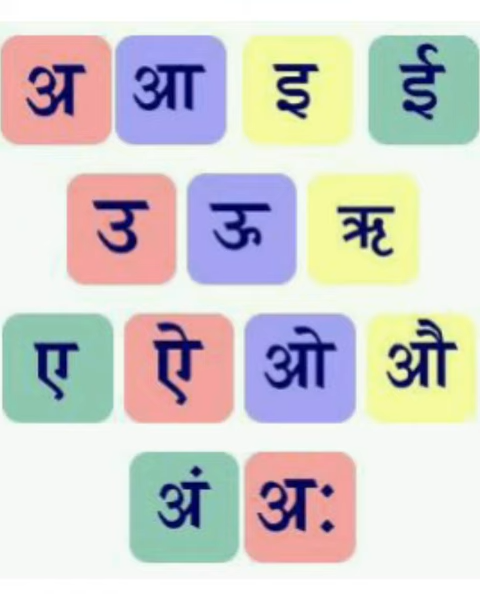 अ आ इ ई
उ ऊ ऋ
ए ऐ ओ औ
अं अः